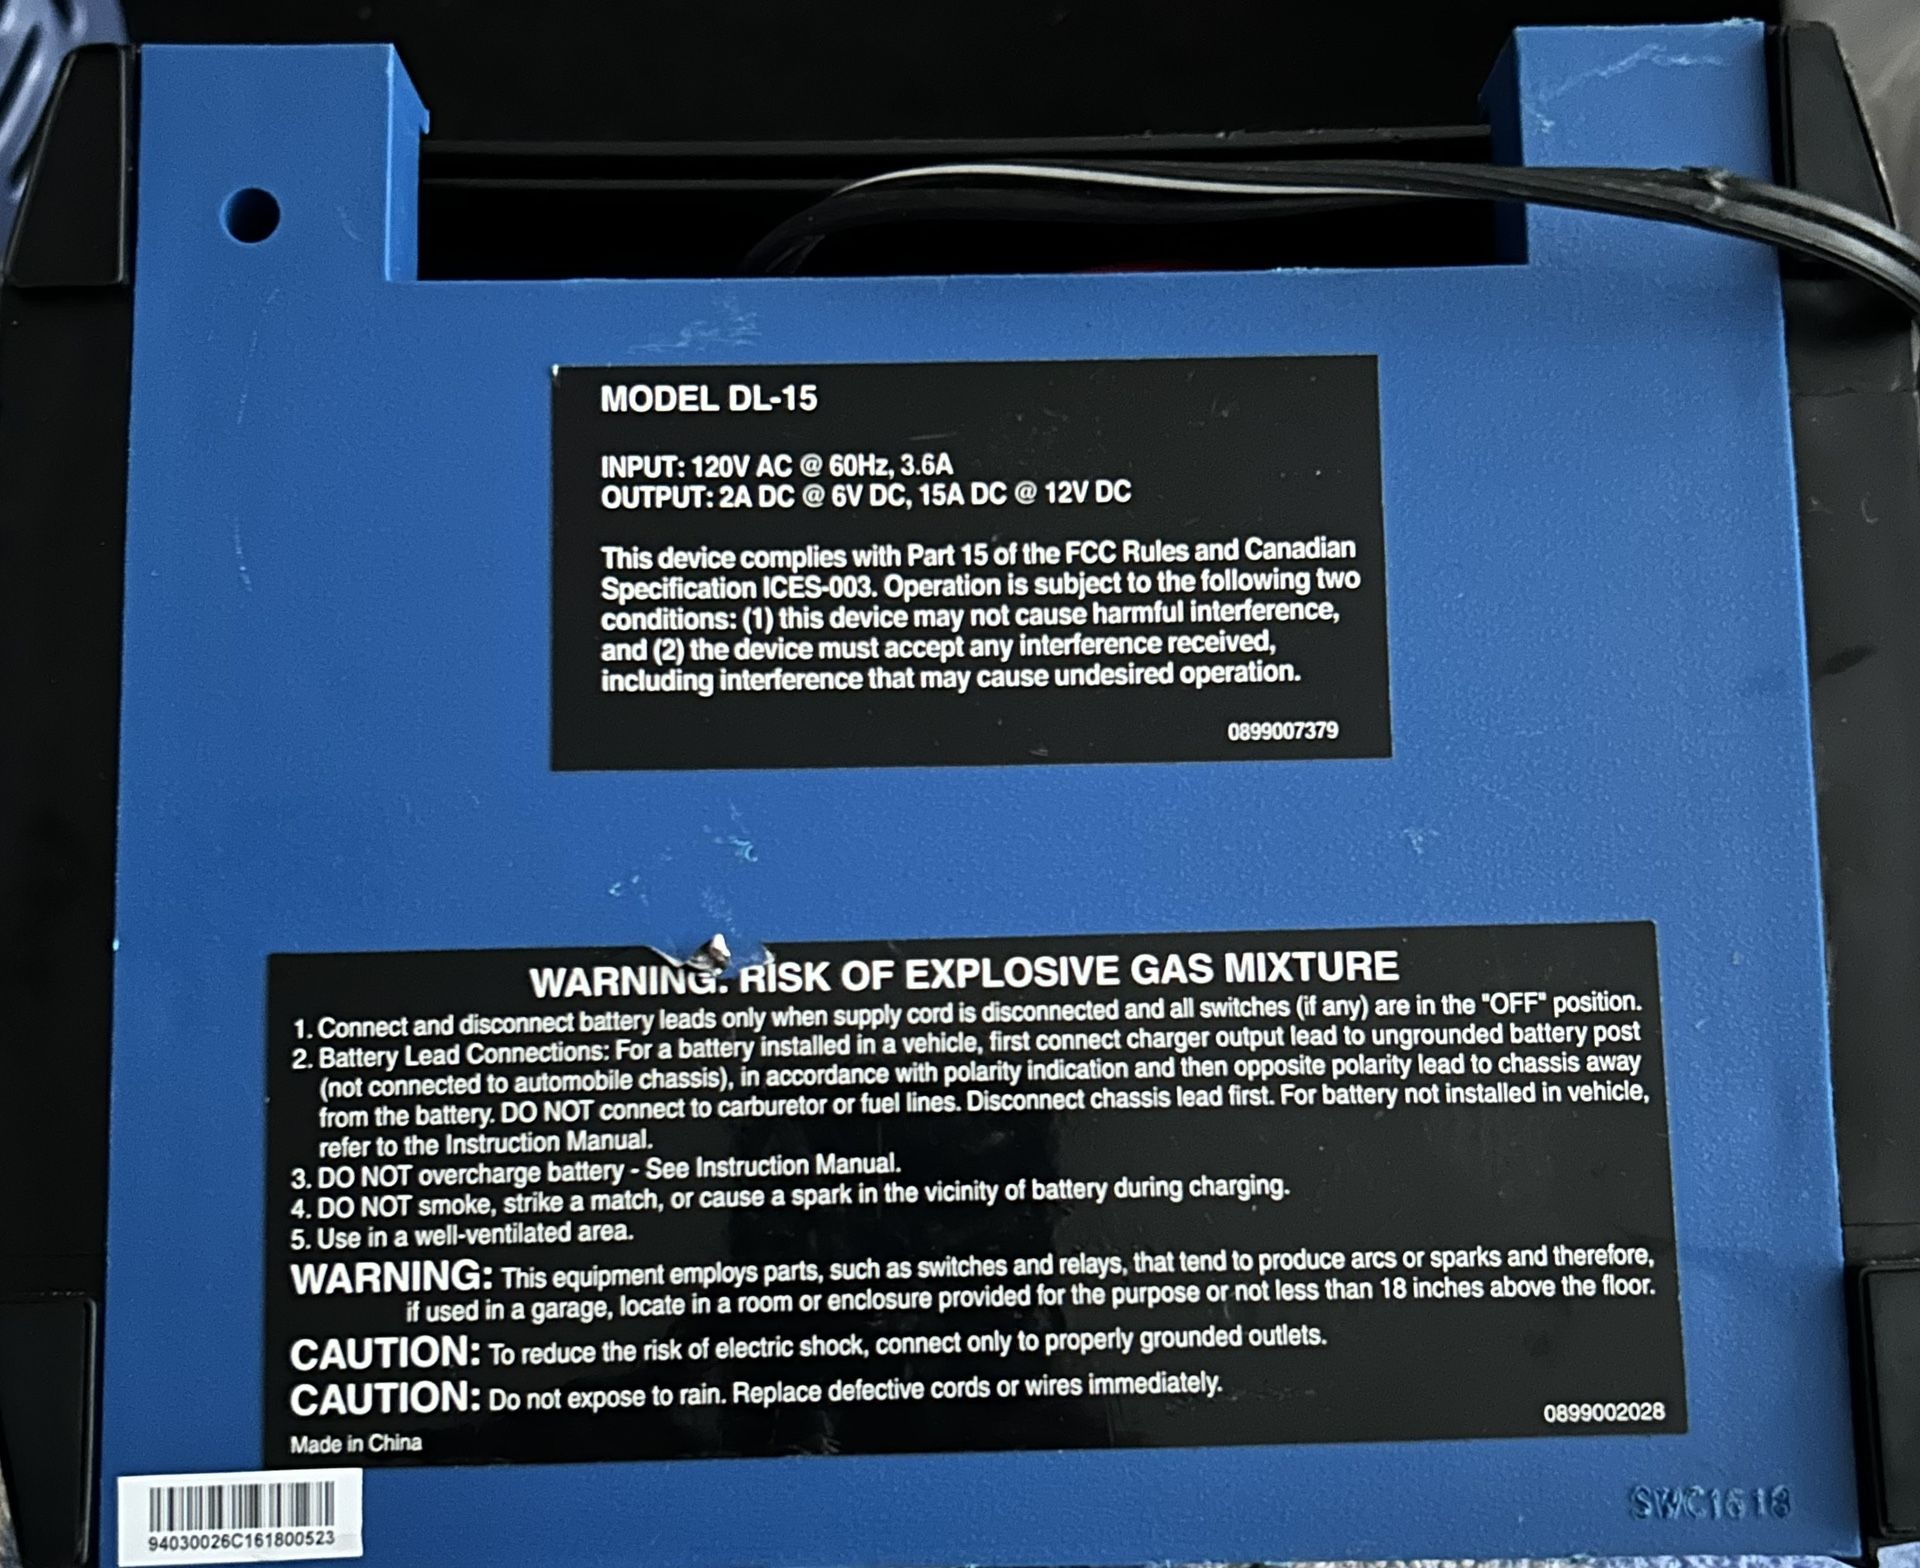 MODEL DL-15
INPUT: 120V AC @ 60Hz, 3.6A
OUTPUT: 2A DC @ 6V DC, 15A DC @ 12V DC
This device complies with Part 15 of the FCC Rules and Canadian
Specification ICES-003. Operation is subject to the following two
conditions: (1) this device may not cause harmful interference,
and (2) the device must accept any interference received,
including interference that may cause undesired operation.
0899007379
WARNING: RISK OF EXPLOSIVE GAS MIXTURE
1. Connect and disconnect battery leads only when supply cord is disconnected and all switches (if any) are in the "OFF" position.
2. Battery Lead Connections: For a battery installed in a vehicle, first connect charger output lead to ungrounded battery post
(not connected to automobile chassis), in accordance with polarity indication and then opposite polarity lead to chassis away
from the battery. DO NOT connect to carburetor or fuel lines. Disconnect chassis lead first. For battery not installed in vehicle,
refer to the Instruction Manual.
3. DO NOT overcharge battery - See Instruction Manual.
4. DO NOT smoke, strike a match, or cause a spark in the vicinity of battery during charging.
5. Use in a well-ventilated area.
WARNING: This equipment employs parts, such as switches and relays, that tend to produce arcs or sparks and therefore,
if used in a garage, locate in a room or enclosure provided for the purpose or not less than 18 inches above the floor.
CAUTION: To reduce the risk of electric shock, connect only to properly grounded outlets.
CAUTION: Do not expose to rain. Replace defective cords or wires immediately.
0899002028
Made in China
94030026C161800523
SWC1618